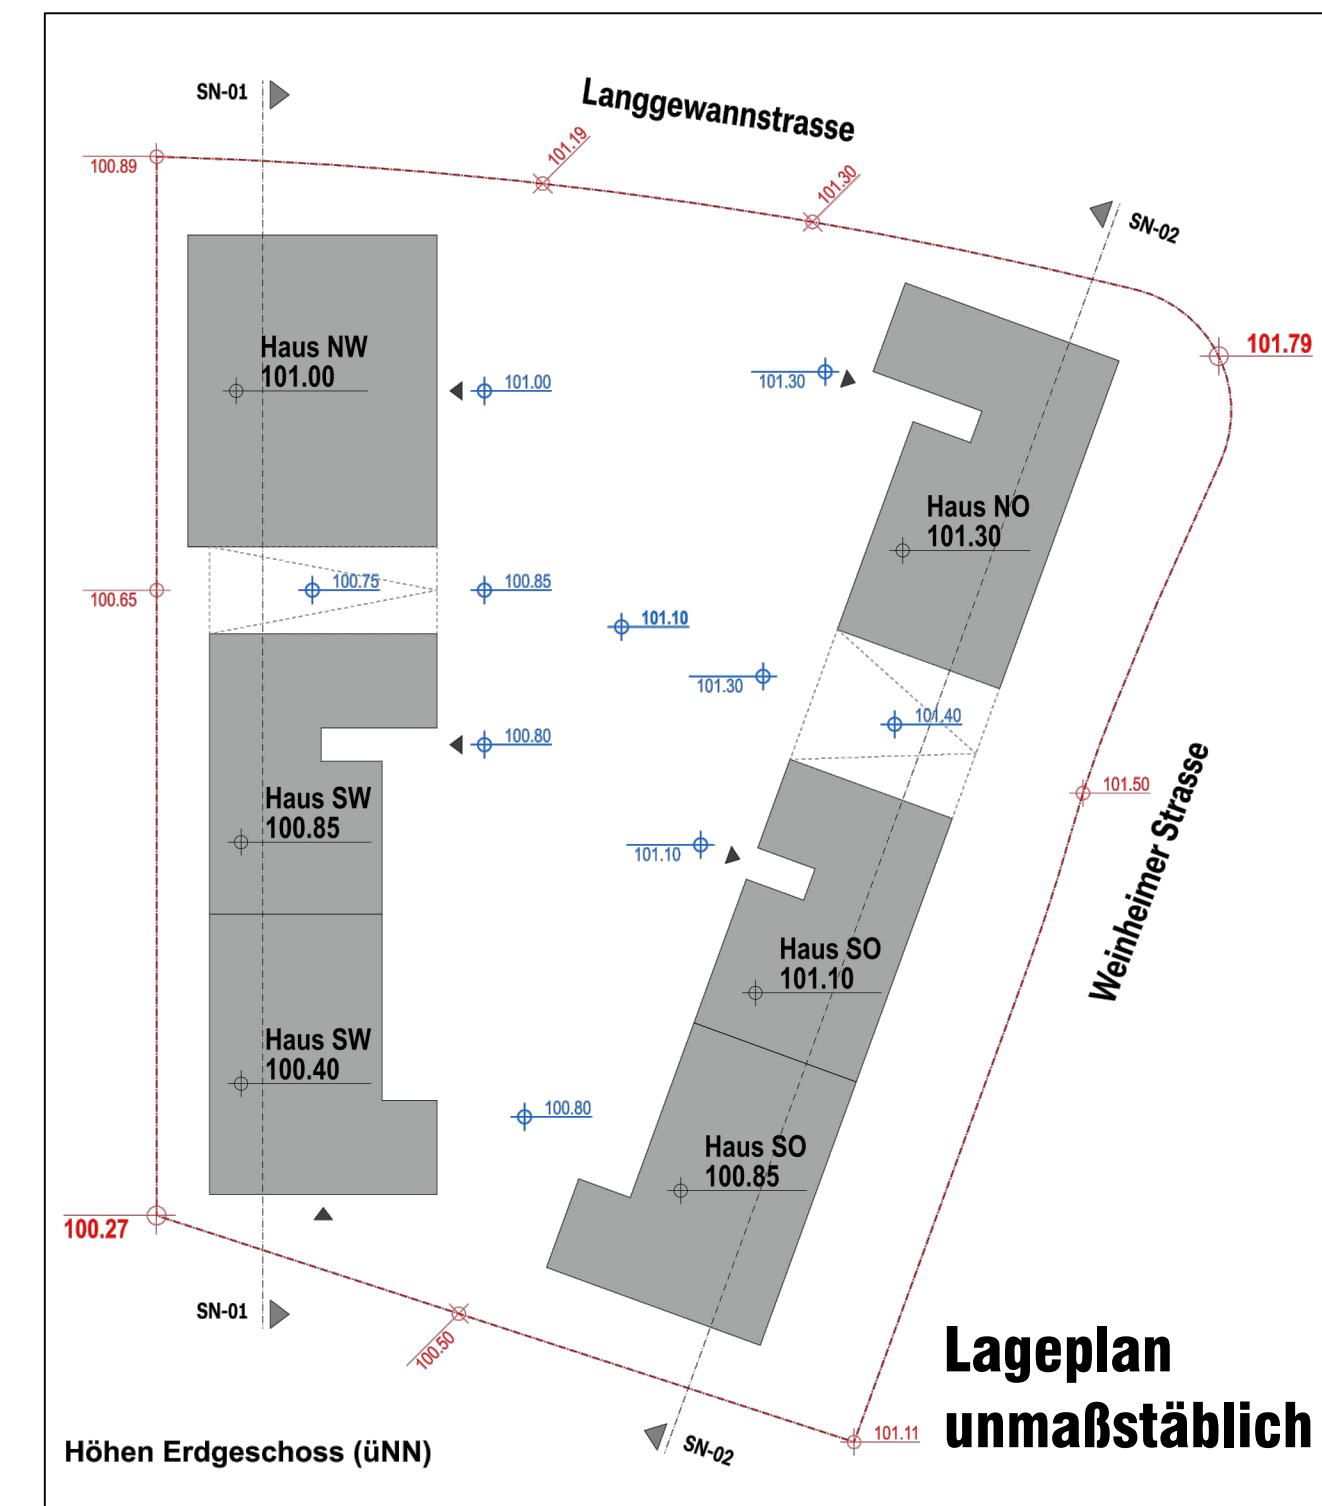 SN-01
Langgewannstrasse
100.89
101.19
101.30
SN-02
101.79
Haus NW
101.00
101.00
101.30
Haus NO
101.30
100.75
100.85
100.65
101.10
101.30
101.40
100.80
101.50
Weinheimer Strasse
Haus SW
100.85
101.10
Haus SO
101.10
Haus SW
100.40
100.80
Haus SO
100.85
100.27
SN-01
100.50
Lageplan
unmaßstäblich
101.11
SN-02
Höhen Erdgeschoss (üNN)